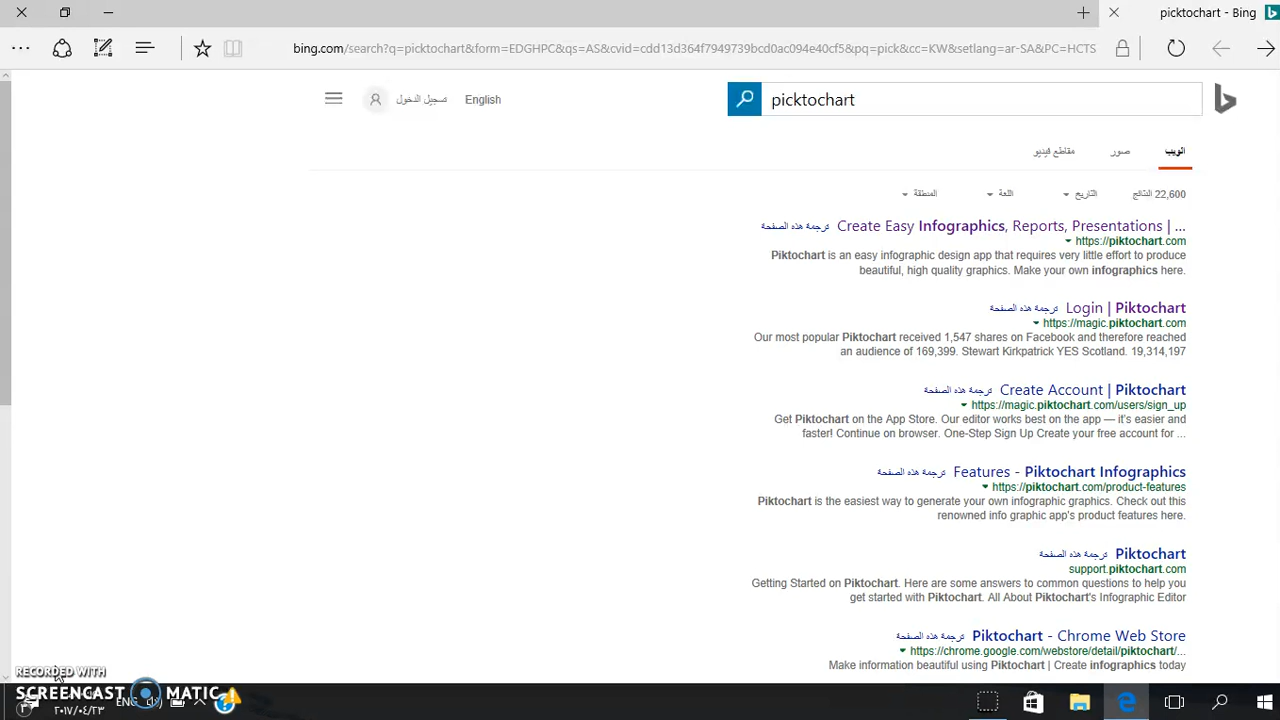 picktochart - Bing
bing.com/search?q=picktochart&form=EDGHPC&qs=AS&cvid=cdd13d364f7949739bcd0ac09fe40cf5&pq=pick&cc=KW&setlang=ar-SA&PC=HCTS
picktochart
English
تسجيل الدخول
الويب
صور
مقاطع فيديو
22,600 النتائج
التاريخ
اللغة
المنطقة
Create Easy Infographics, Reports, Presentations | ... ترجمة هذه الصفحة
https://piktochart.com
Piktochart is an easy infographic design app that requires very little effort to produce
beautiful, high quality graphics. Make your own infographics here.
Login | Piktochart ترجمة هذه الصفحة
https://magic.piktochart.com
Our most popular Piktochart received 1,547 shares on Facebook and therefore reached
an audience of 169,399. Stewart Kirkpatrick YES Scotland. 19,314,197
Create Account | Piktochart ترجمة هذه الصفحة
https://magic.piktochart.com/users/sign_up
Get Piktochart on the App Store. Our editor works best on the app — it's easier and
faster! Continue on browser. One-Step Sign Up Create your free account for ...
Features - Piktochart Infographics ترجمة هذه الصفحة
https://piktochart.com/product-features
Piktochart is the easiest way to generate your own infographic graphics. Check out this
renowned info graphic app's product features here.
Piktochart ترجمة هذه الصفحة
support.piktochart.com
Getting Started on Piktochart. Here are some answers to common questions to help you
get started with Piktochart. All About Piktochart's Infographic Editor
Piktochart - Chrome Web Store ترجمة هذه الصفحة
https://chrome.google.com/webstore/detail/piktochart/...
Make information beautiful using Piktochart | Create infographics today
RECORDED WITH
SCREENCAST MATIC
ENG
٢٠١٧/٠٤/٢٣